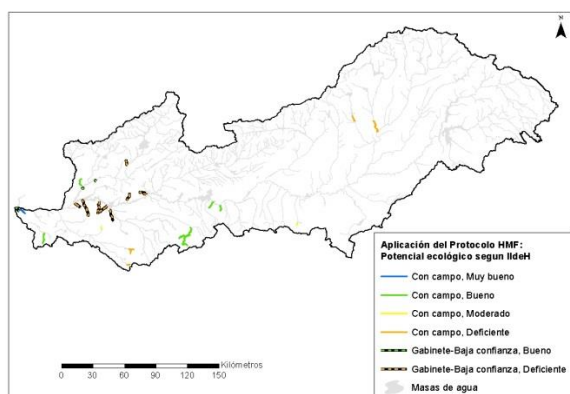 N
Aplicación del Protocolo HMF:
Potencial ecológico segun IIdeH
Con campo, Muy bueno
Con campo, Bueno
Con campo, Moderado
Con campo, Deficiente
Gabinete-Baja confianza, Bueno
Gabinete-Baja confianza, Deficiente
Masas de agua
Kilómetros
0 30 60 90 120 150